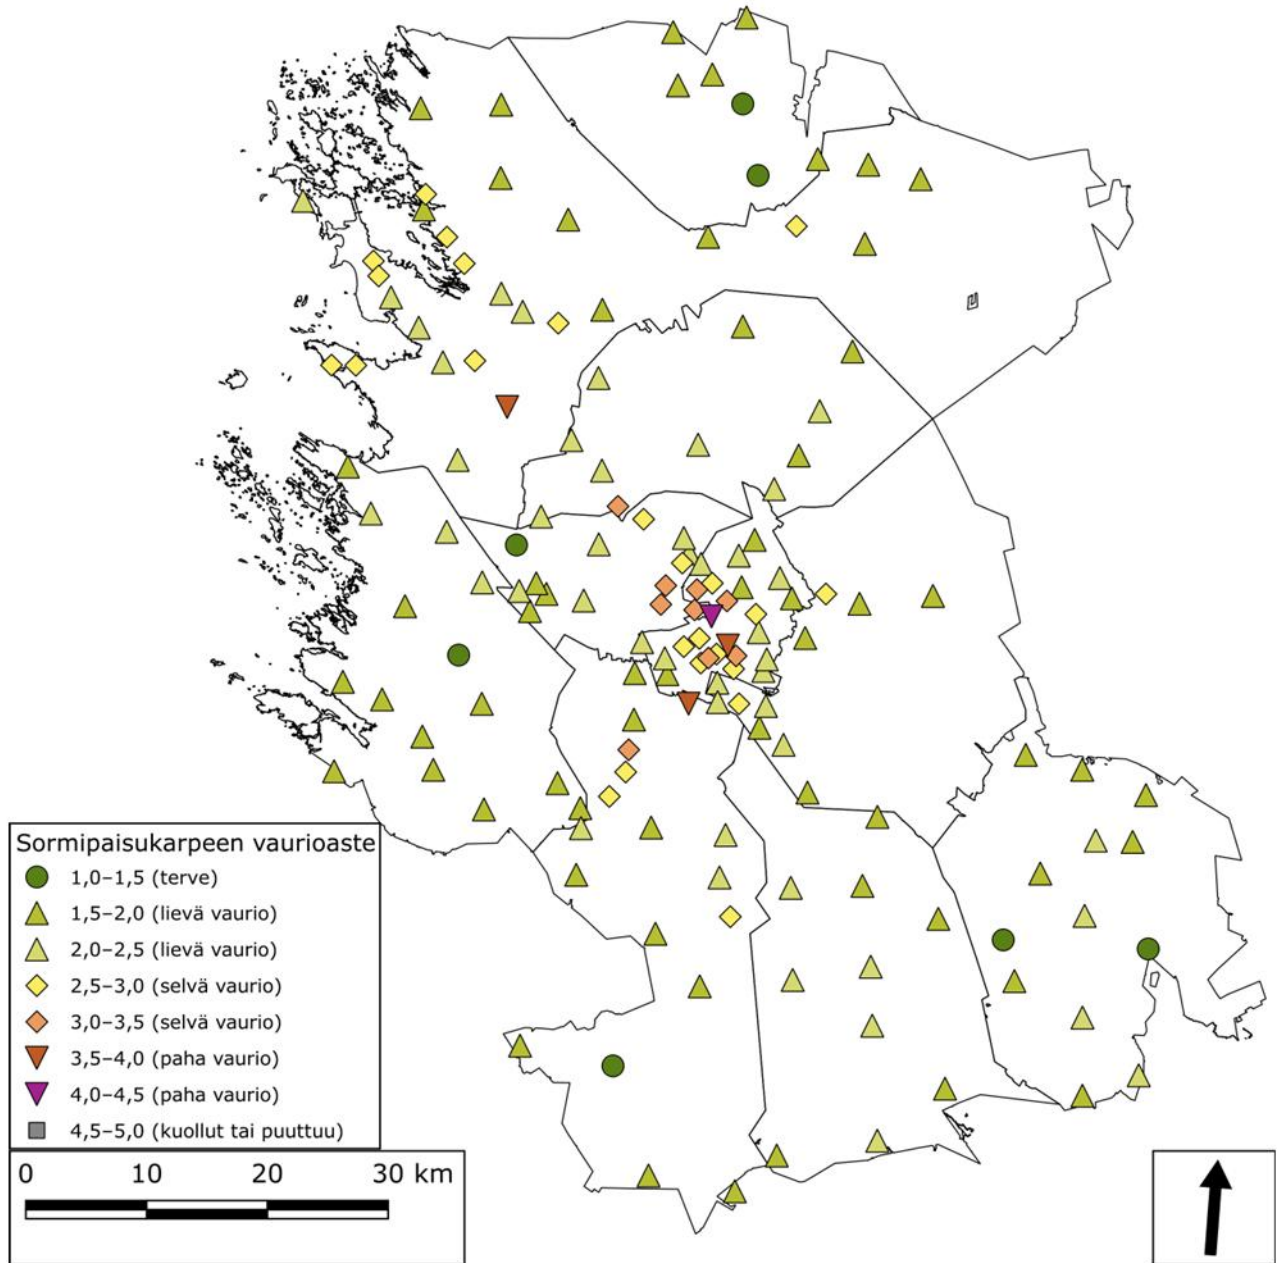 Sormipaisukarpeen vaurioaste
1,0–1,5 (terve)
1,5–2,0 (lievä vaurio)
2,0–2,5 (lievä vaurio)
2,5–3,0 (selvä vaurio)
3,0–3,5 (selvä vaurio)
3,5–4,0 (paha vaurio)
4,0–4,5 (paha vaurio)
4,5–5,0 (kuollut tai puuttuu)
0 10 20 30 km